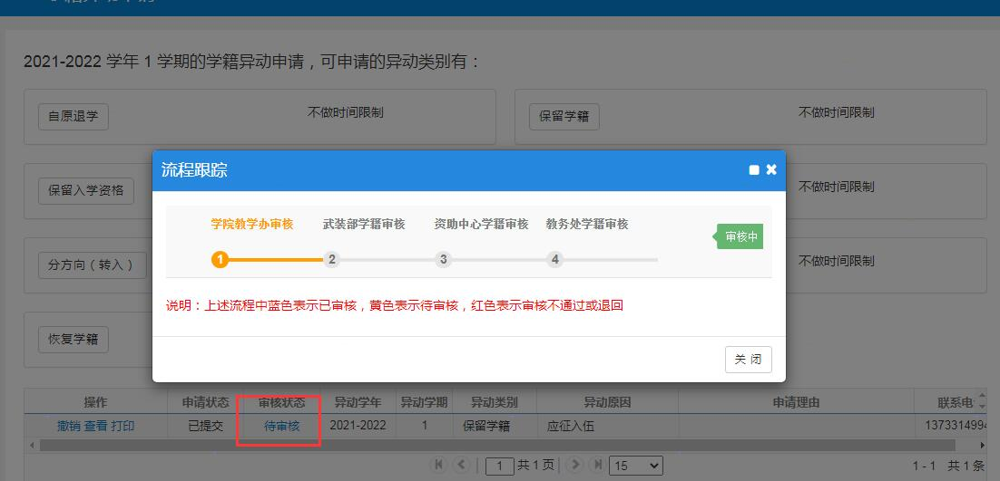 2021-2022 学年 1 学期的学籍异动申请，可申请的异动类别有：
自原退学 不做时间限制 保留学籍 不做时间限制
保留入学资格 不做时间限制
分方向（转入） 不做时间限制
恢复学籍
流程跟踪
学院教学办审核 武装部学籍审核 资助中心学籍审核 教务处学籍审核
审核中
1 2 3 4
说明：上述流程中蓝色表示已审核，黄色表示待审核，红色表示审核不通过或退回
关 闭
操作 申请状态 审核状态 异动学年 异动学期 异动类别 异动原因 申请理由 联系电
撤销 查看 打印 已提交 待审核 2021-2022 1 保留学籍 应征入伍 1373314994
1 共 1 页 15 1 - 1 共 1 条